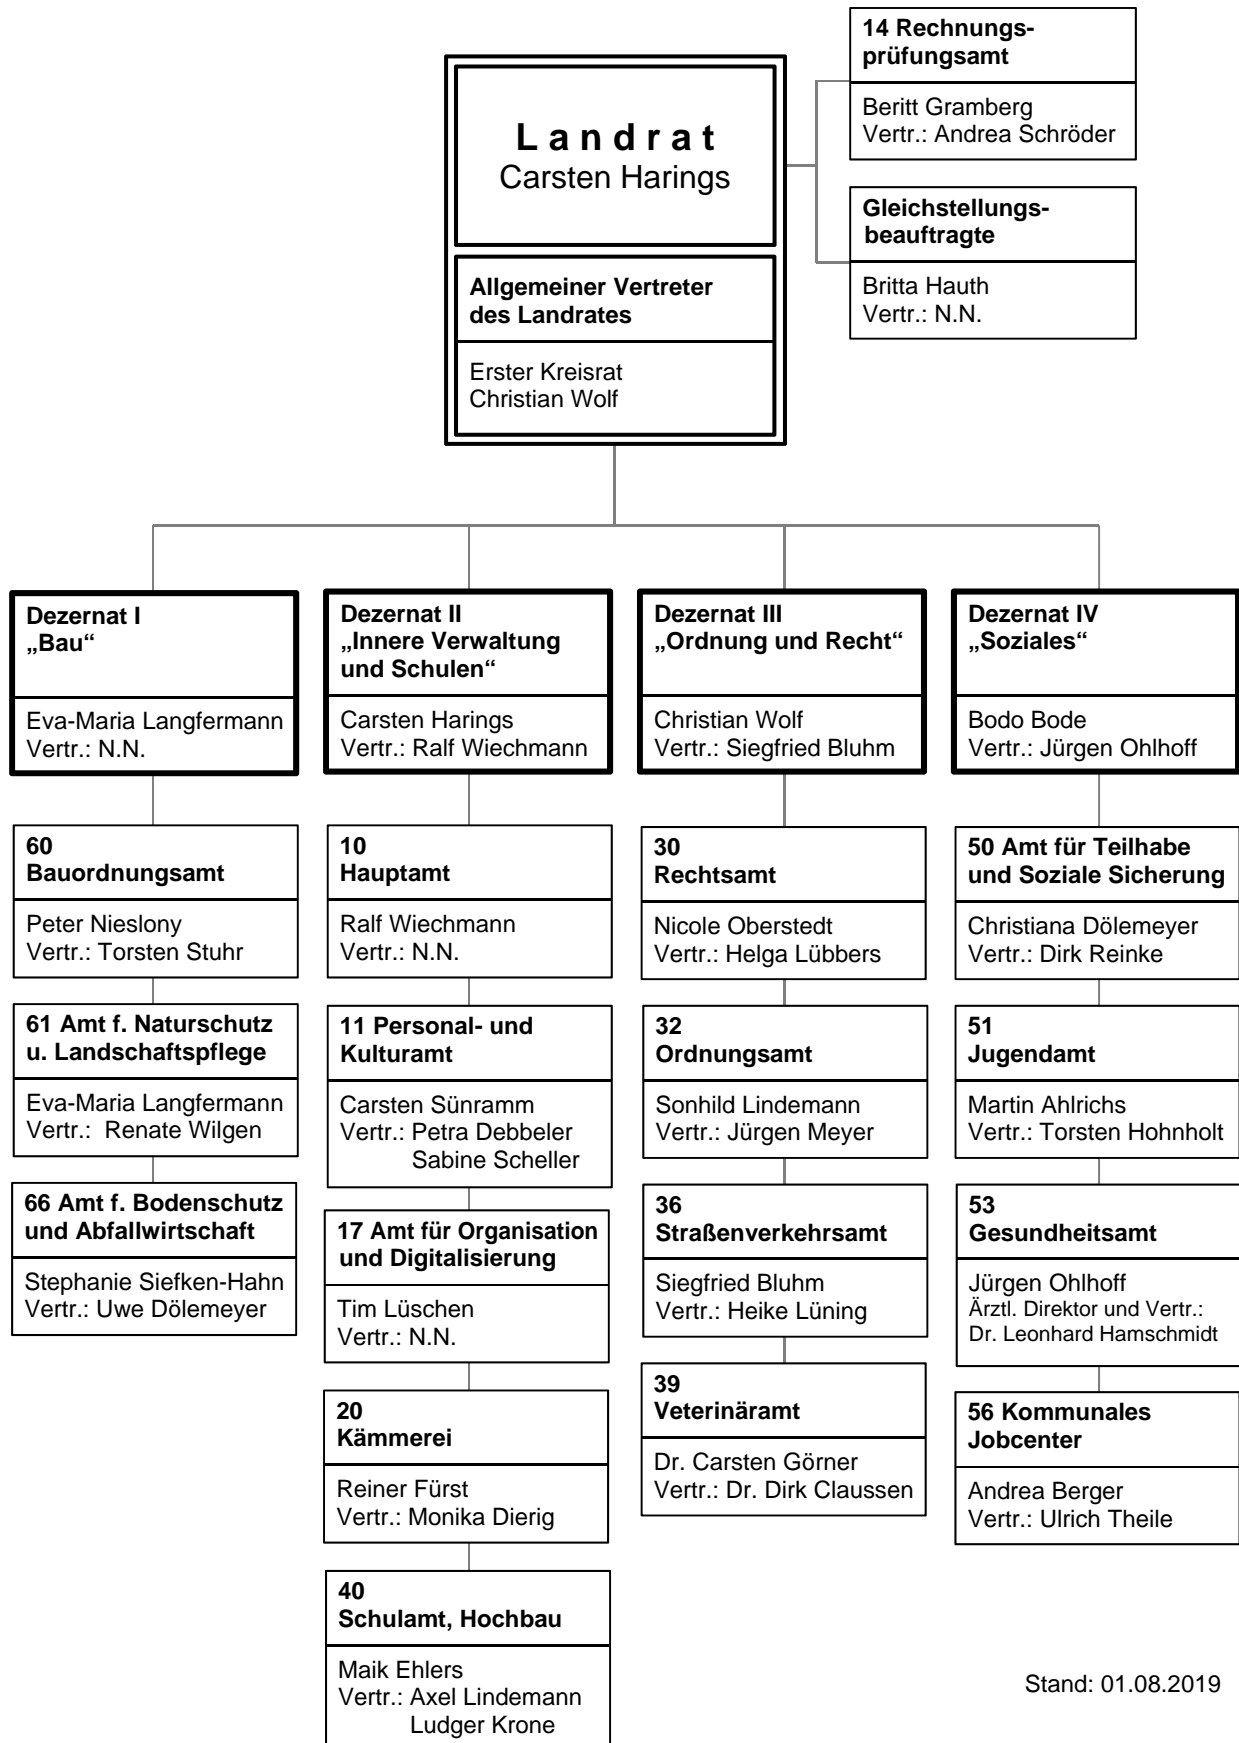 14 Rechnungs-
prüfungsamt
Beritt Gramberg
Vertr.: Andrea Schröder
L a n d r a t
Carsten Harings
Gleichstellungs-
beauftragte
Britta Hauth
Vertr.: N.N.
Allgemeiner Vertreter
des Landrates
Erster Kreisrat
Christian Wolf
Dezernat I
„Bau“
Eva-Maria Langfermann
Vertr.: N.N.
60
Bauordnungsamt
Peter Nieslony
Vertr.: Torsten Stuhr
61 Amt f. Naturschutz
u. Landschaftspflege
Eva-Maria Langfermann
Vertr.: Renate Wilgen
66 Amt f. Bodenschutz
und Abfallwirtschaft
Stephanie Siefken-Hahn
Vertr.: Uwe Dölemeyer
Dezernat II
„Innere Verwaltung
und Schulen“
Carsten Harings
Vertr.: Ralf Wiechmann
10
Hauptamt
Ralf Wiechmann
Vertr.: N.N.
11 Personal- und
Kulturamt
Carsten Sünramm
Vertr.: Petra Debbeler
Sabine Scheller
17 Amt für Organisation
und Digitalisierung
Tim Lüschen
Vertr.: N.N.
20
Kämmerei
Reiner Fürst
Vertr.: Monika Dierig
40
Schulamt, Hochbau
Maik Ehlers
Vertr.: Axel Lindemann
Ludger Krone
Dezernat III
„Ordnung und Recht“
Christian Wolf
Vertr.: Siegfried Bluhm
30
Rechtsamt
Nicole Oberstedt
Vertr.: Helga Lübbers
32
Ordnungsamt
Sonhild Lindemann
Vertr.: Jürgen Meyer
36
Straßenverkehrsamt
Siegfried Bluhm
Vertr.: Heike Lüning
39
Veterinäramt
Dr. Carsten Görner
Vertr.: Dr. Dirk Claussen
Dezernat IV
„Soziales“
Bodo Bode
Vertr.: Jürgen Ohlhoff
50 Amt für Teilhabe
und Soziale Sicherung
Christiana Dölemeyer
Vertr.: Dirk Reinke
51
Jugendamt
Martin Ahlrichs
Vertr.: Torsten Hohnholt
53
Gesundheitsamt
Jürgen Ohlhoff
Ärztl. Direktor und Vertr.:
Dr. Leonhard Hamschmidt
56 Kommunales
Jobcenter
Andrea Berger
Vertr.: Ulrich Theile
Stand: 01.08.2019